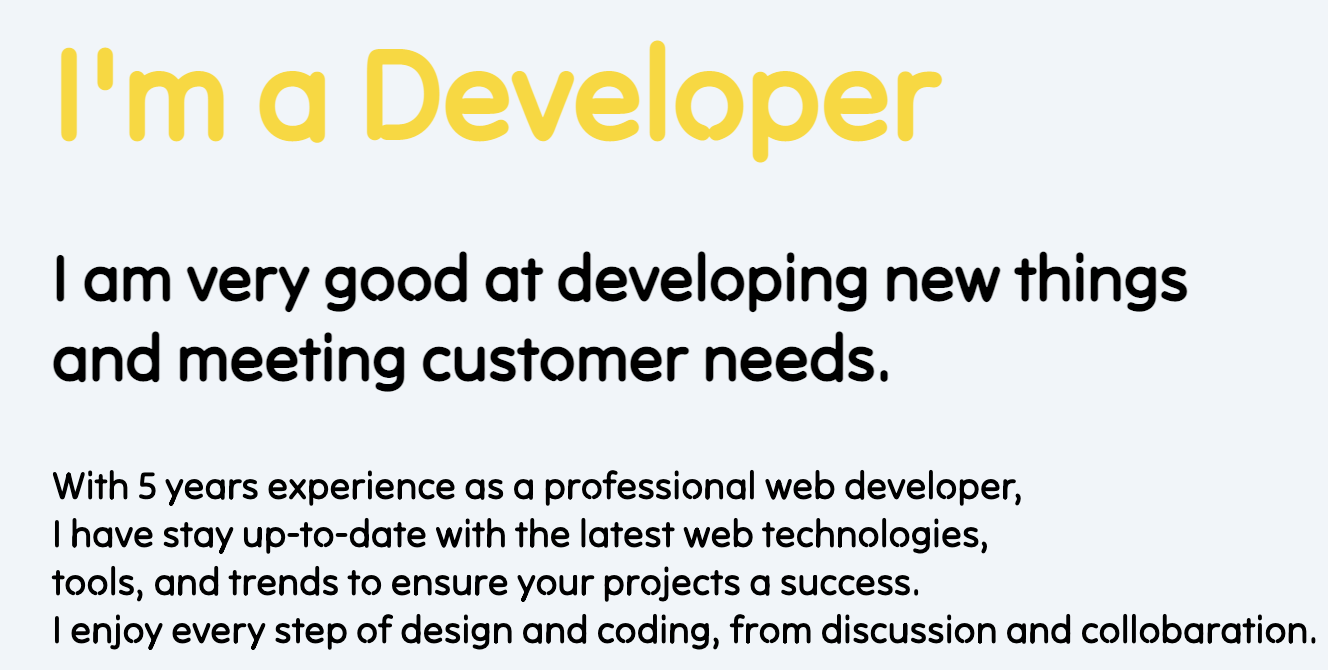 I'm a Developer
I am very good at developing new things
and meeting customer needs.
With 5 years experience as a professional web developer,
I have stay up-to-date with the latest web technologies,
tools, and trends to ensure your projects a success.
I enjoy every step of design and coding, from discussion and collobaration.